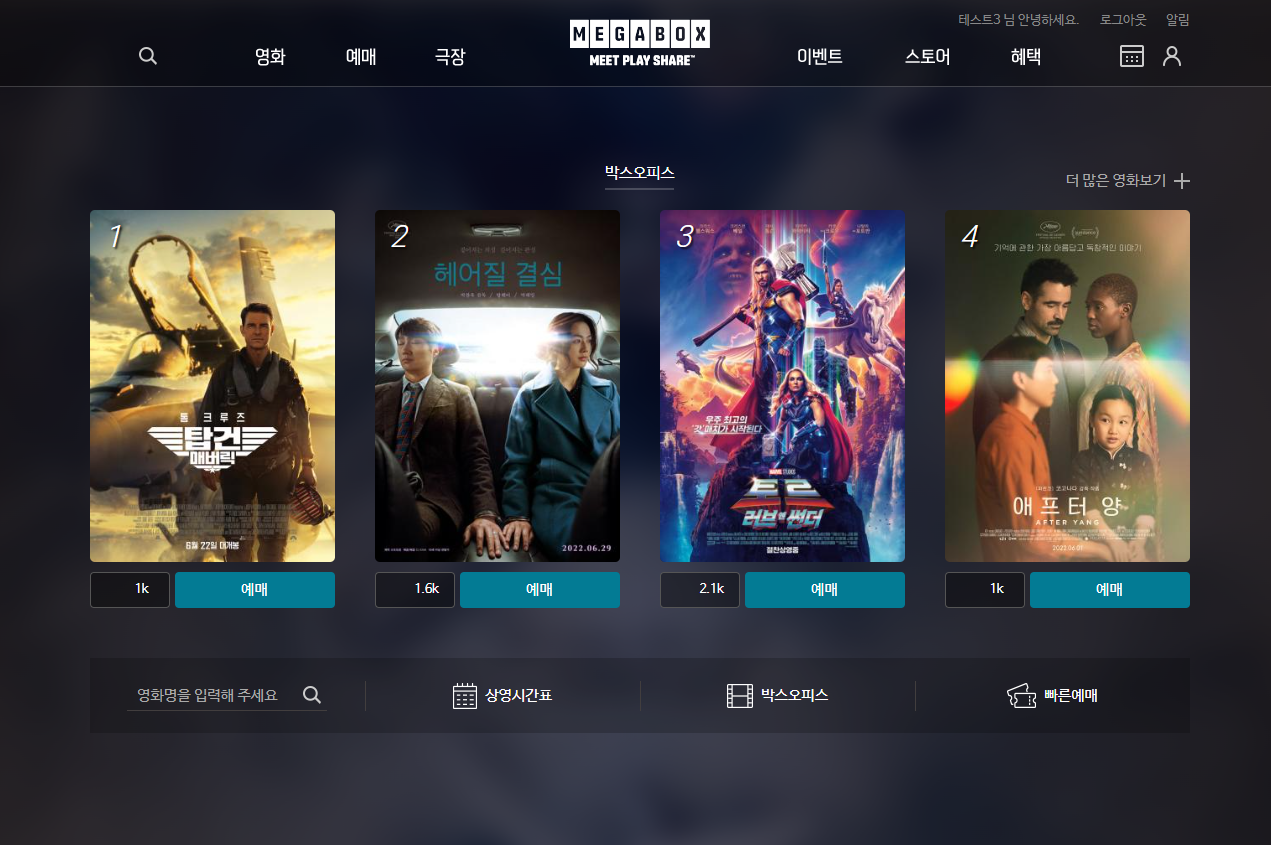 테스트3 님 안녕하세요. 로그아웃 알림
MEGABOX
MEET PLAY SHARE™
영화 예매 극장 이벤트 스토어 혜택
박스오피스
더 많은 영화보기
1
톰 크루즈
탑건
매버릭
6월 22일 대개봉
2
헤어질 결심
2022.06.29
3
우주 최고의
'갓'매치가 시작된다
MARVEL STUDIOS
토르
러브 앤 썬더
절찬상영중
4
기억에 관한 가장 아름답고 독창적인 이야기
애프터 양
AFTER YANG
2022.06.01
1k 예매
1.6k 예매
2.1k 예매
1k 예매
영화명을 입력해 주세요
상영시간표
박스오피스
빠른예매